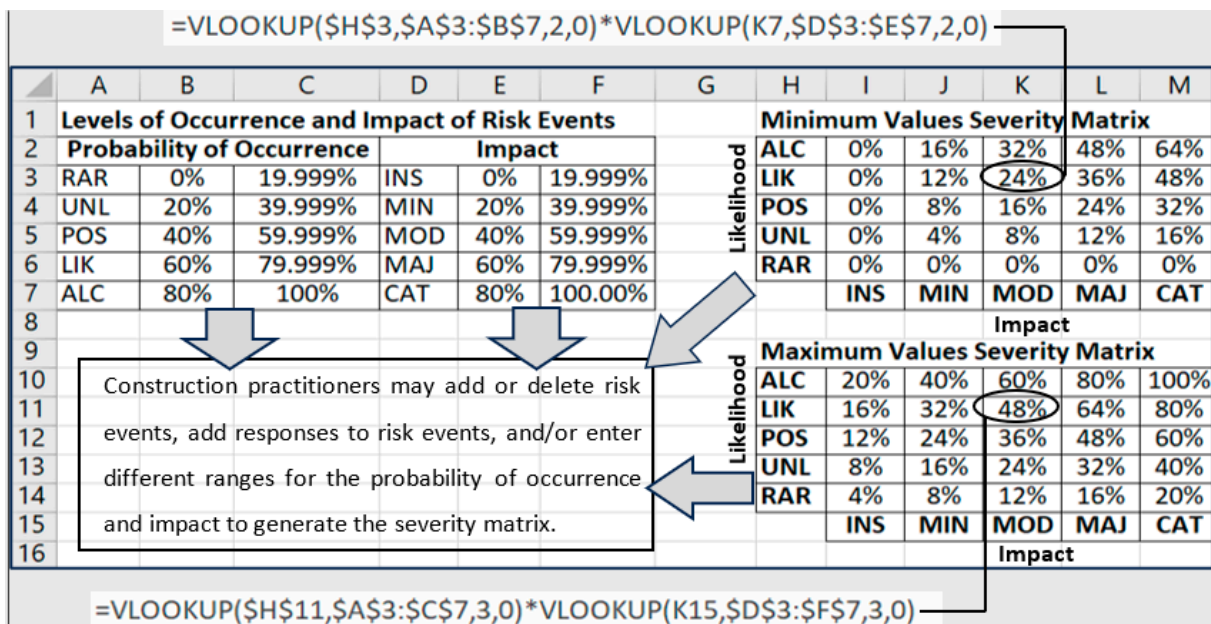 =VLOOKUP($H$3,$A$3:$B$7,2,0)*VLOOKUP(K7,$D$3:$E$7,2,0)
A B C D E F G H I J K L M
1 Levels of Occurrence and Impact of Risk Events Minimum Values Severity Matrix
2 Probability of Occurrence Impact ALC 0% 16% 32% 48% 64%
3 RAR 0% 19.999% INS 0% 19.999% LIK 0% 12% 24% 36% 48%
4 UNL 20% 39.999% MIN 20% 39.999% POS 0% 8% 16% 24% 32%
5 POS 40% 59.999% MOD 40% 59.999% UNL 0% 4% 8% 12% 16%
6 LIK 60% 79.999% MAJ 60% 79.999% RAR 0% 0% 0% 0% 0%
7 ALC 80% 100% CAT 80% 100.00% INS MIN MOD MAJ CAT
Likelihood
8 Impact
9 Maximum Values Severity Matrix
10 ALC 20% 40% 60% 80% 100%
11 LIK 16% 32% 48% 64% 80%
12 POS 12% 24% 36% 48% 60%
13 UNL 8% 16% 24% 32% 40%
14 RAR 4% 8% 12% 16% 20%
15 INS MIN MOD MAJ CAT
16 Impact
Likelihood
Construction practitioners may add or delete risk
events, add responses to risk events, and/or enter
different ranges for the probability of occurrence
and impact to generate the severity matrix.
=VLOOKUP($H$11,$A$3:$C$7,3,0)*VLOOKUP(K15,$D$3:$F$7,3,0)